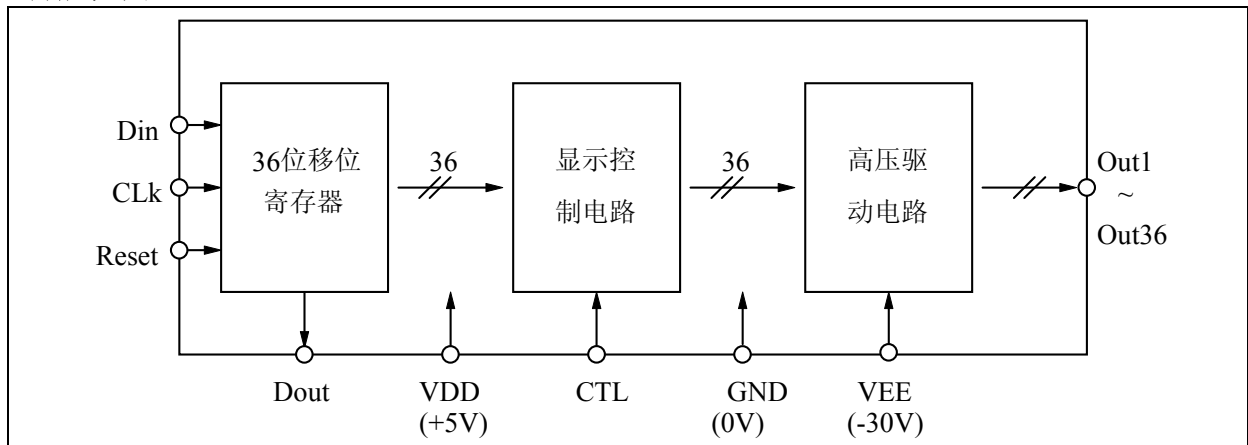 Din
CLk
Reset
36位移位
寄存器
36
显示控
制电路
36
高压驱
动电路
Out1
~
Out36
Dout
VDD
(+5V)
CTL
GND
(0V)
VEE
(-30V)